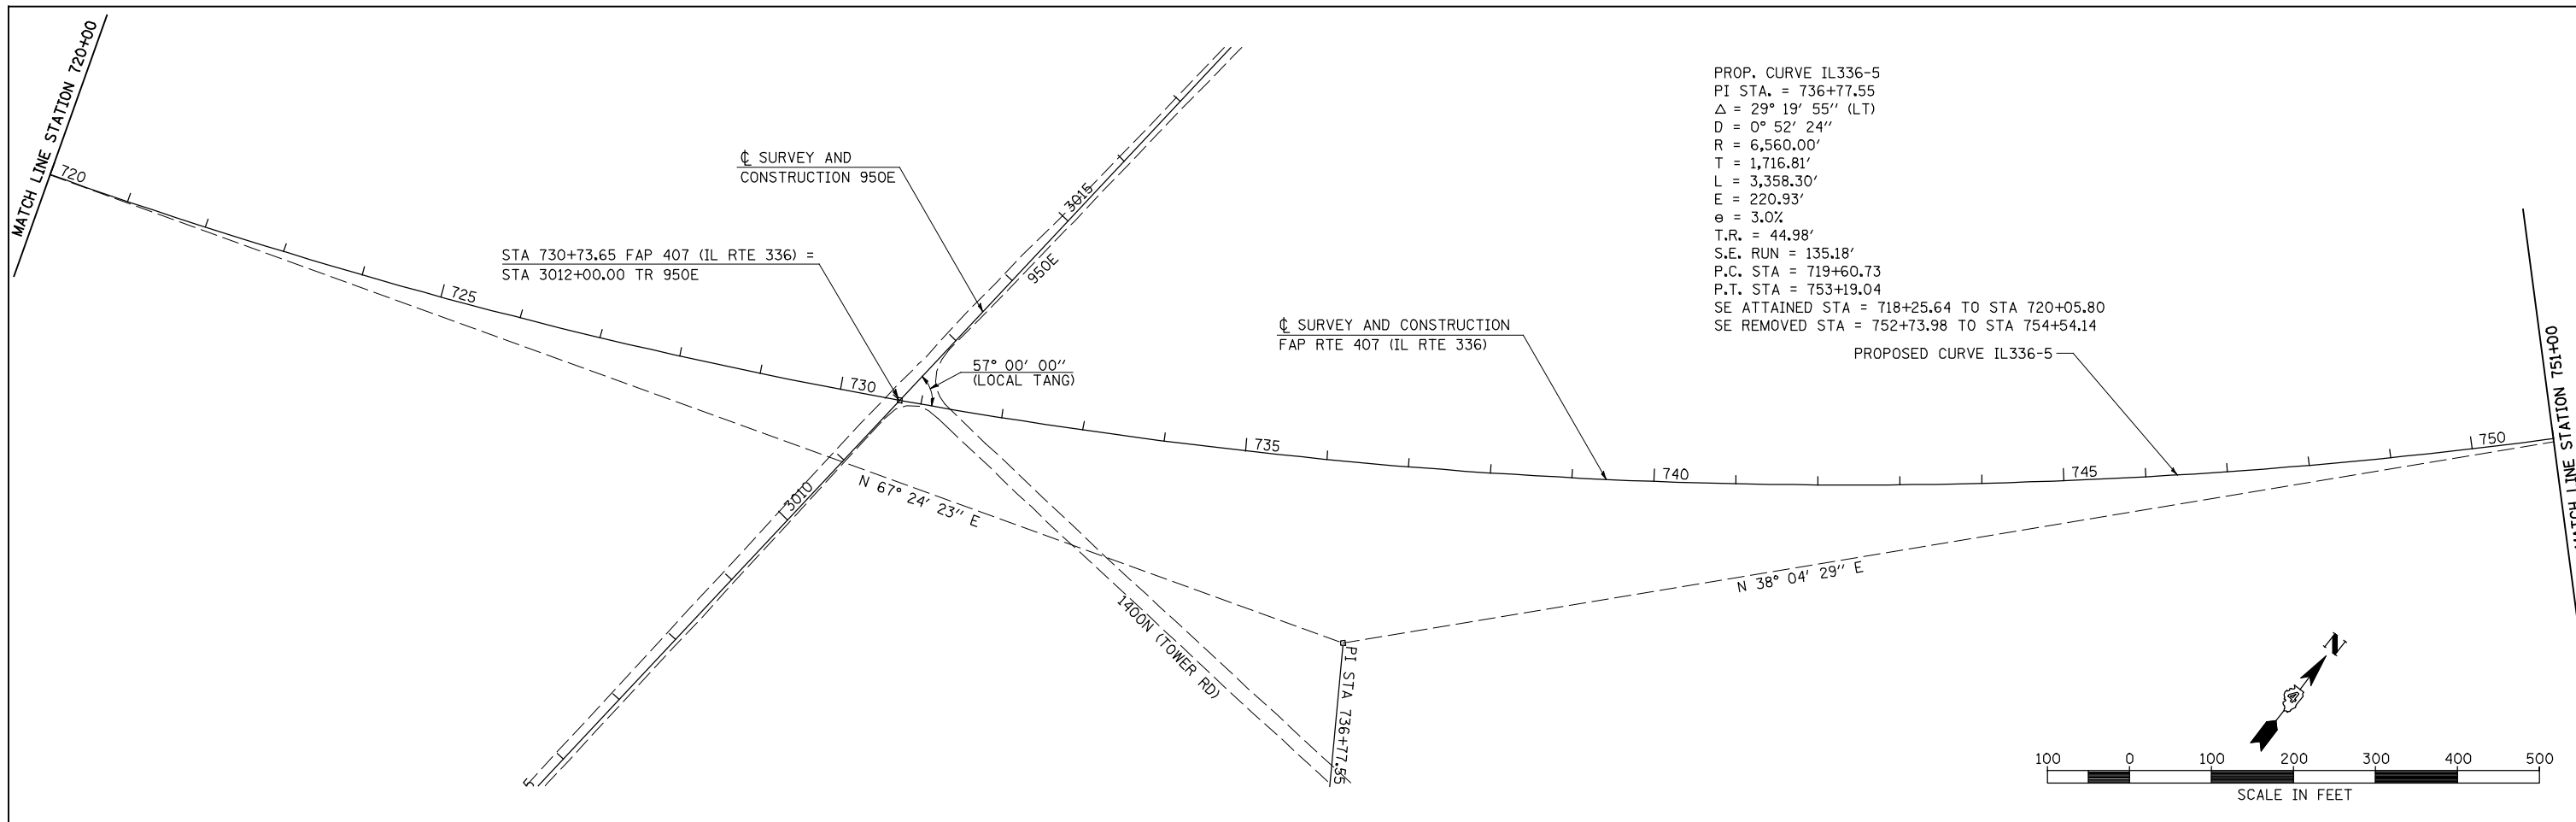 MATCH LINE STATION 720+00
720
725
730
735
740
745
750
℄ SURVEY AND
CONSTRUCTION 950E
3015
950E
STA 730+73.65 FAP 407 (IL RTE 336) =
STA 3012+00.00 TR 950E
57° 00' 00"
(LOCAL TANG)
℄ SURVEY AND CONSTRUCTION
FAP RTE 407 (IL RTE 336)
PROP. CURVE IL336-5
PI STA. = 736+77.55
Δ = 29° 19' 55" (LT)
D = 0° 52' 24"
R = 6,560.00'
T = 1,716.81'
L = 3,358.30'
E = 220.93'
e = 3.0%
T.R. = 44.98'
S.E. RUN = 135.18'
P.C. STA = 719+60.73
P.T. STA = 753+19.04
SE ATTAINED STA = 718+25.64 TO STA 720+05.80
SE REMOVED STA = 752+73.98 TO STA 754+54.14
PROPOSED CURVE IL336-5
MATCH LINE STATION 751+00
3010
N 67° 24' 23" E
1400N (TOWER RD)
PI STA 736+77.55
N 38° 04' 29" E
N
100 0 100 200 300 400 500
SCALE IN FEET